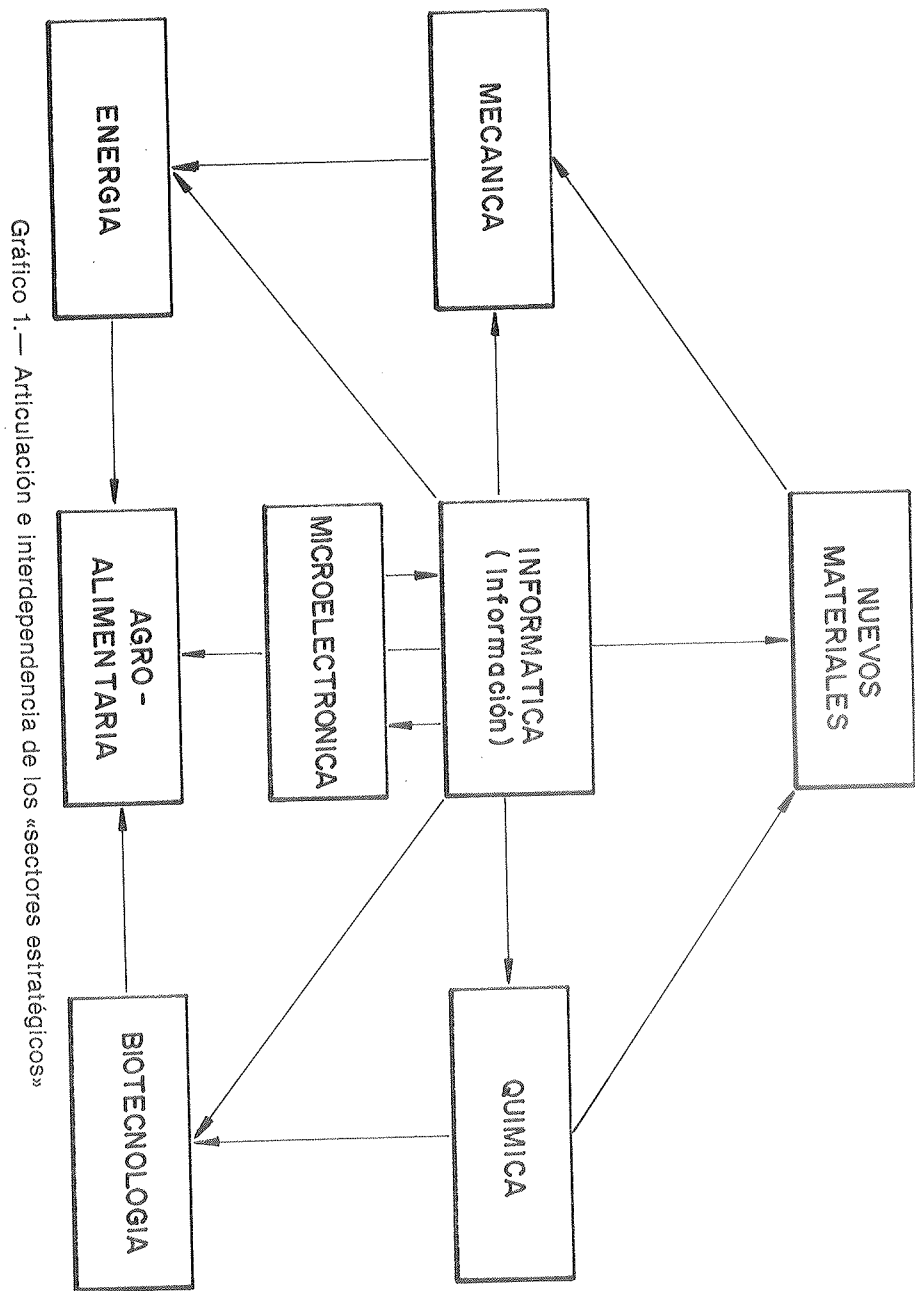 NUEVOS
MATERIALES
MECANICA
INFORMATICA
(Información)
QUIMICA
MICROELECTRONICA
ENERGIA
AGRO-
ALIMENTARIA
BIOTECNOLOGIA
Gráfico 1.— Articulación e interdependencia de los «sectores estratégicos»